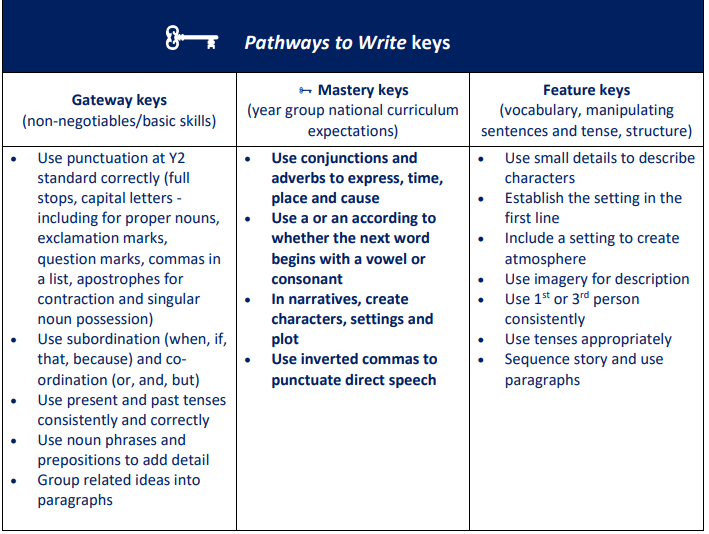 Pathways to Write keys
Gateway keys
(non-negotiables/basic skills)
• Use punctuation at Y2
standard correctly (full
stops, capital letters -
including for proper nouns,
exclamation marks,
question marks, commas in
a list, apostrophes for
contraction and singular
noun possession)
• Use subordination (when, if,
that, because) and co-
ordination (or, and, but)
• Use present and past tenses
consistently and correctly
• Use noun phrases and
prepositions to add detail
• Group related ideas into
paragraphs
Mastery keys
(year group national curriculum
expectations)
• Use conjunctions and
adverbs to express, time,
place and cause
• Use a or an according to
whether the next word
begins with a vowel or
consonant
• In narratives, create
characters, settings and
plot
• Use inverted commas to
punctuate direct speech
Feature keys
(vocabulary, manipulating
sentences and tense, structure)
• Use small details to describe
characters
• Establish the setting in the
first line
• Include a setting to create
atmosphere
• Use imagery for description
• Use 1st or 3rd person
consistently
• Use tenses appropriately
• Sequence story and use
paragraphs